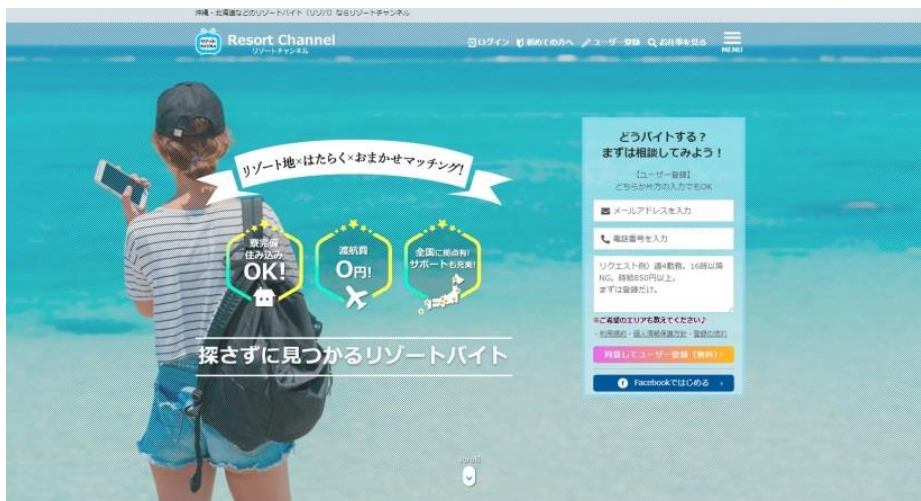 沖縄・北海道などのリゾートバイト（リゾバ）ならリゾートチャンネル
リゾートチャンネル
Resort Channel
リゾートチャンネル
ログイン 初めての方へ ユーザー登録 お仕事を見る MENU
リゾート地×はたらく×おまかせマッチング!
寮完備
住み込み
OK!
渡航費
0円!
全国に拠点有!
サポートも充実!
探さずに見つかるリゾートバイト
どうバイトする？
まずは相談してみよう！
【ユーザー登録】
どちらか片方の入力でもOK
メールアドレスを入力
電話番号を入力
リクエスト例）週4勤務。16時以降
NG。時給850円以上。
まずは登録だけ。
※ご希望のエリアも教えてください♪
・利用規約・個人情報保護方針・登録の流れ
同意してユーザー登録（無料）›
Facebookではじめる ›
scroll